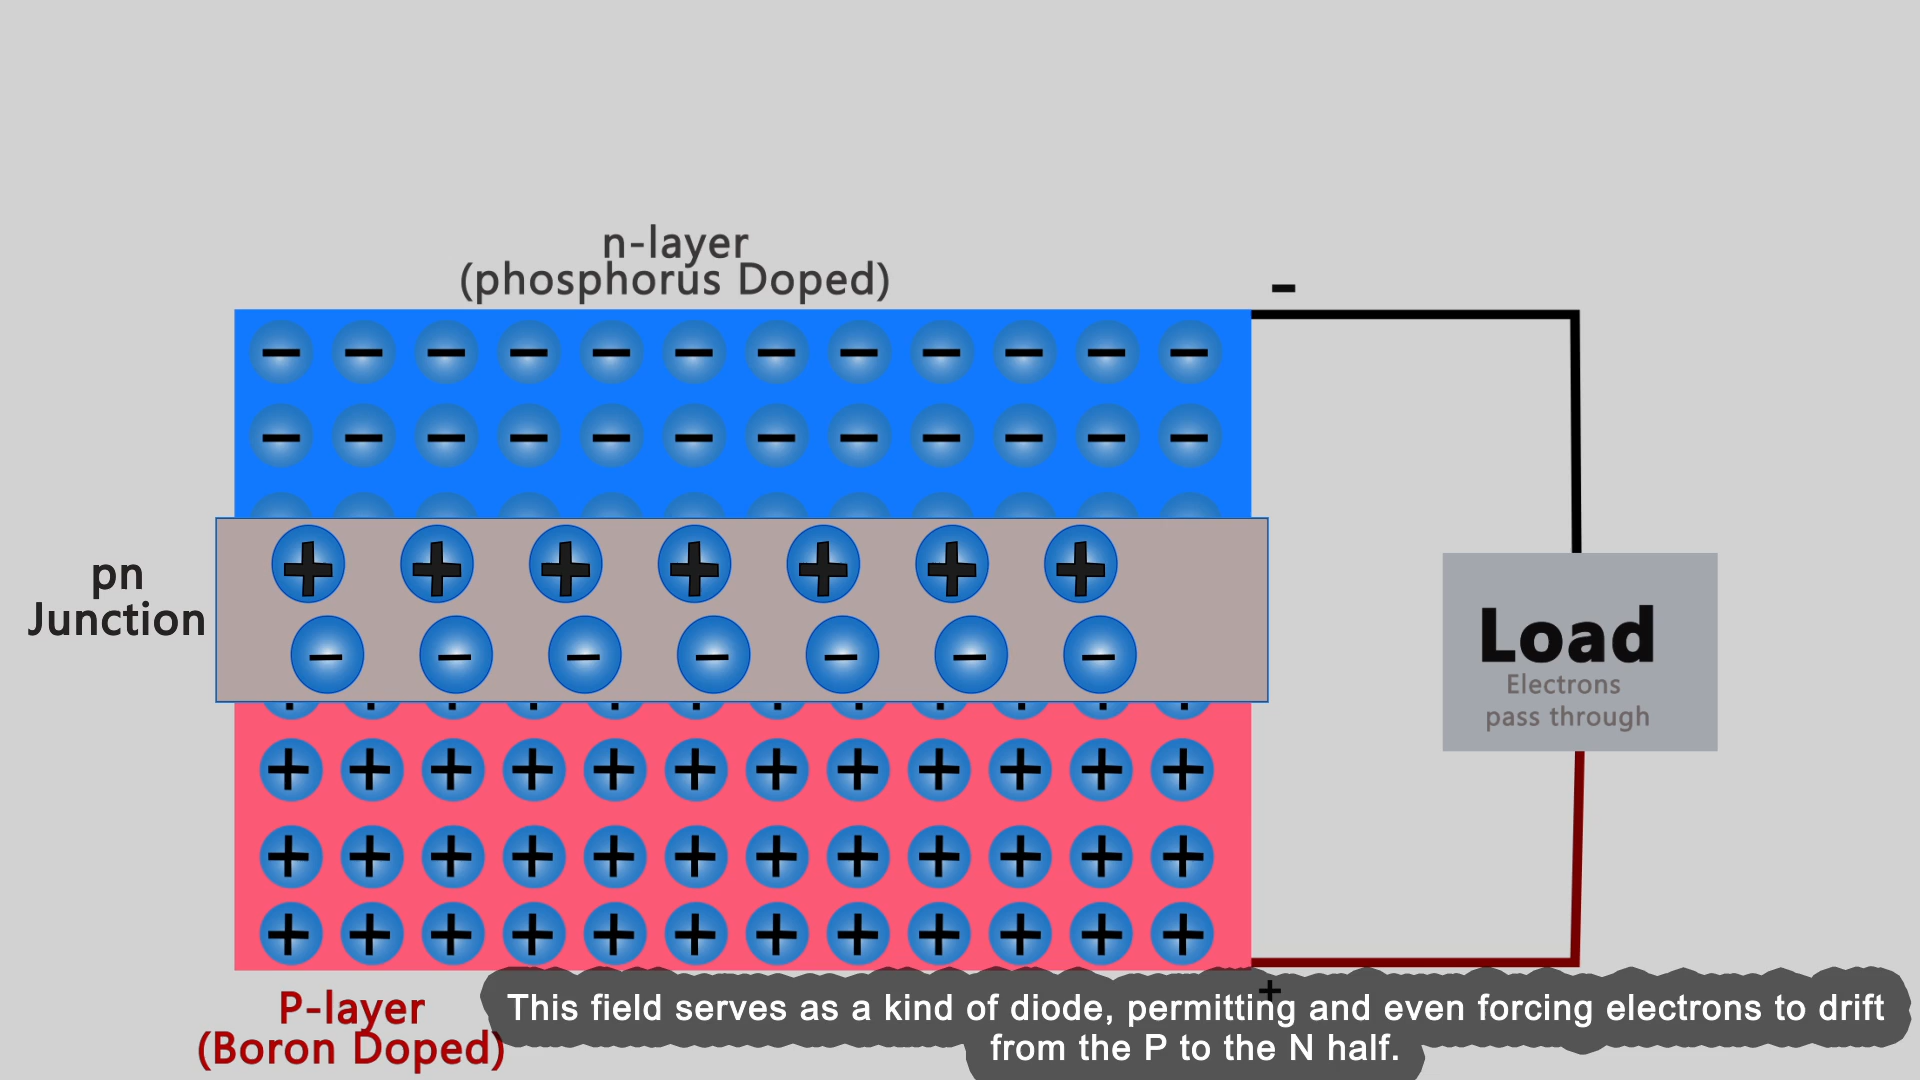 n-layer
(phosphorus Doped)
-
pn
Junction
Load
Electrons
pass through
+
P-layer
(Boron Doped)
This field serves as a kind of diode, permitting and even forcing electrons to drift
from the P to the N half.